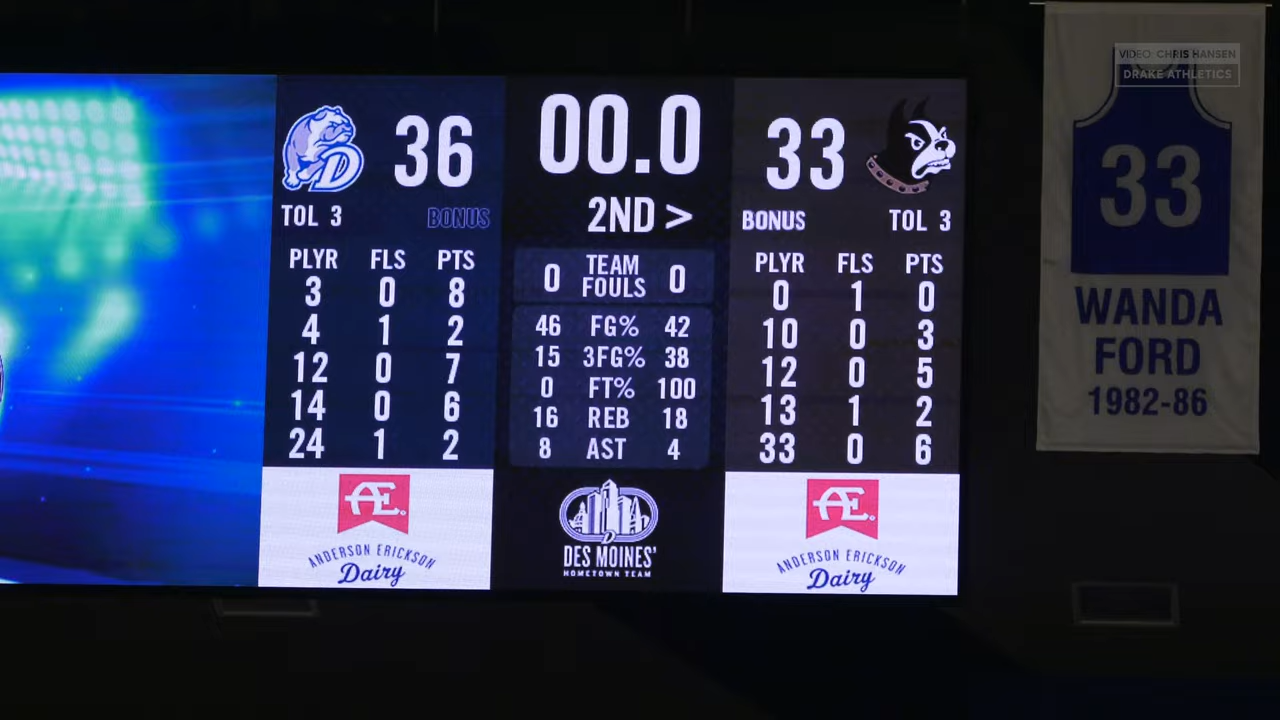 VIDEO: CHRIS HANSEN
DRAKE ATHLETICS
36 00.0 33
D
TOL 3 BONUS 2ND > BONUS TOL 3
PLYR FLS PTS
3 0 8
4 1 2
12 0 7
14 0 6
24 1 2
0 TEAM FOULS 0
46 FG% 42
15 3FG% 38
0 FT% 100
16 REB 18
8 AST 4
PLYR FLS PTS
0 1 0
10 0 3
12 0 5
13 1 2
33 0 6
AE
ANDERSON ERICKSON
Dairy
D
DES MOINES'
HOMETOWN TEAM
AE
ANDERSON ERICKSON
Dairy
33
WANDA
FORD
1982-86